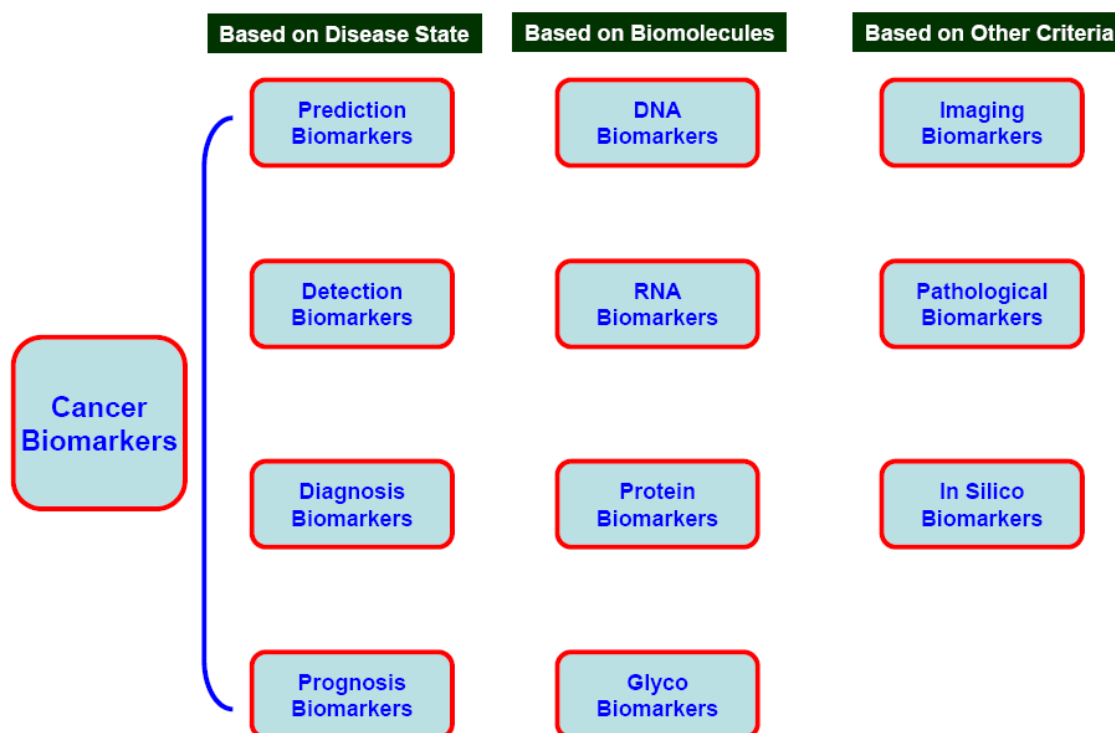 Based on Disease State
Based on Biomolecules
Based on Other Criteria
Prediction
Biomarkers
DNA
Biomarkers
Imaging
Biomarkers
Detection
Biomarkers
RNA
Biomarkers
Pathological
Biomarkers
Cancer
Biomarkers
Diagnosis
Biomarkers
Protein
Biomarkers
In Silico
Biomarkers
Prognosis
Biomarkers
Glyco
Biomarkers